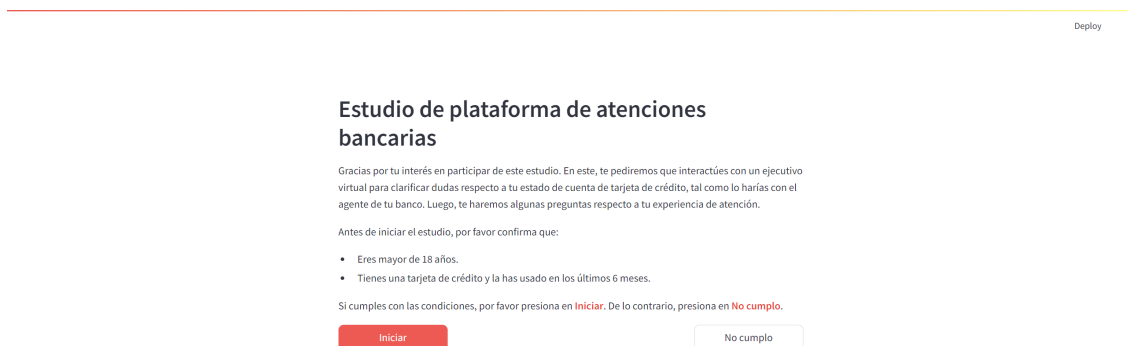 Deploy
Estudio de plataforma de atenciones
bancarias
Gracias por tu interés en participar de este estudio. En este, te pediremos que interactúes con un ejecutivo
virtual para clarificar dudas respecto a tu estado de cuenta de tarjeta de crédito, tal como lo harías con el
agente de tu banco. Luego, te haremos algunas preguntas respecto a tu experiencia de atención.
Antes de iniciar el estudio, por favor confirma que:
• Eres mayor de 18 años.
• Tienes una tarjeta de crédito y la has usado en los últimos 6 meses.
Si cumples con las condiciones, por favor presiona en Iniciar. De lo contrario, presiona en No cumplo.
Iniciar No cumplo